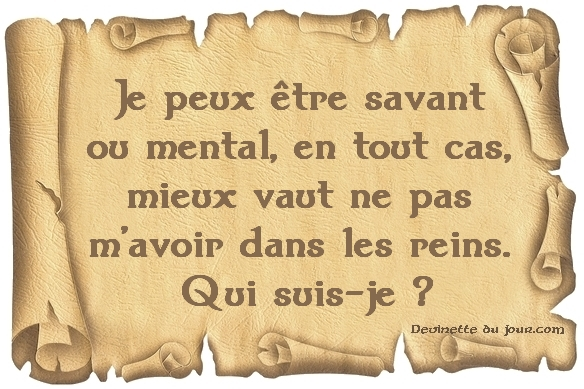 Je peux être savant
ou mental, en tout cas,
mieux vaut ne pas
m'avoir dans les reins.
Qui suis-je ?
Devinette du jour.com